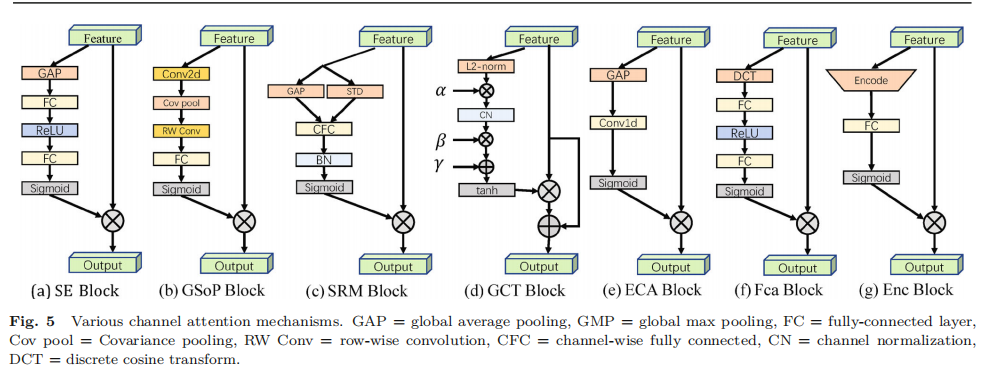 Feature
GAP
FC
ReLU
FC
Sigmoid
Output
(a) SE Block
Feature
Conv2d
Cov pool
RW Conv
FC
Sigmoid
Output
(b) GSoP Block
Feature
GAP STD
CFC
BN
Sigmoid
Output
(c) SRM Block
Feature
L2-norm
α
CN
β
γ
tanh
Output
(d) GCT Block
Feature
GAP
Conv1d
Sigmoid
Output
(e) ECA Block
Feature
DCT
FC
ReLU
FC
Sigmoid
Output
(f) Fca Block
Feature
Encode
FC
Sigmoid
Output
(g) Enc Block
Fig. 5 Various channel attention mechanisms. GAP = global average pooling, GMP = global max pooling, FC = fully-connected layer,
Cov pool = Covariance pooling, RW Conv = row-wise convolution, CFC = channel-wise fully connected, CN = channel normalization,
DCT = discrete cosine transform.